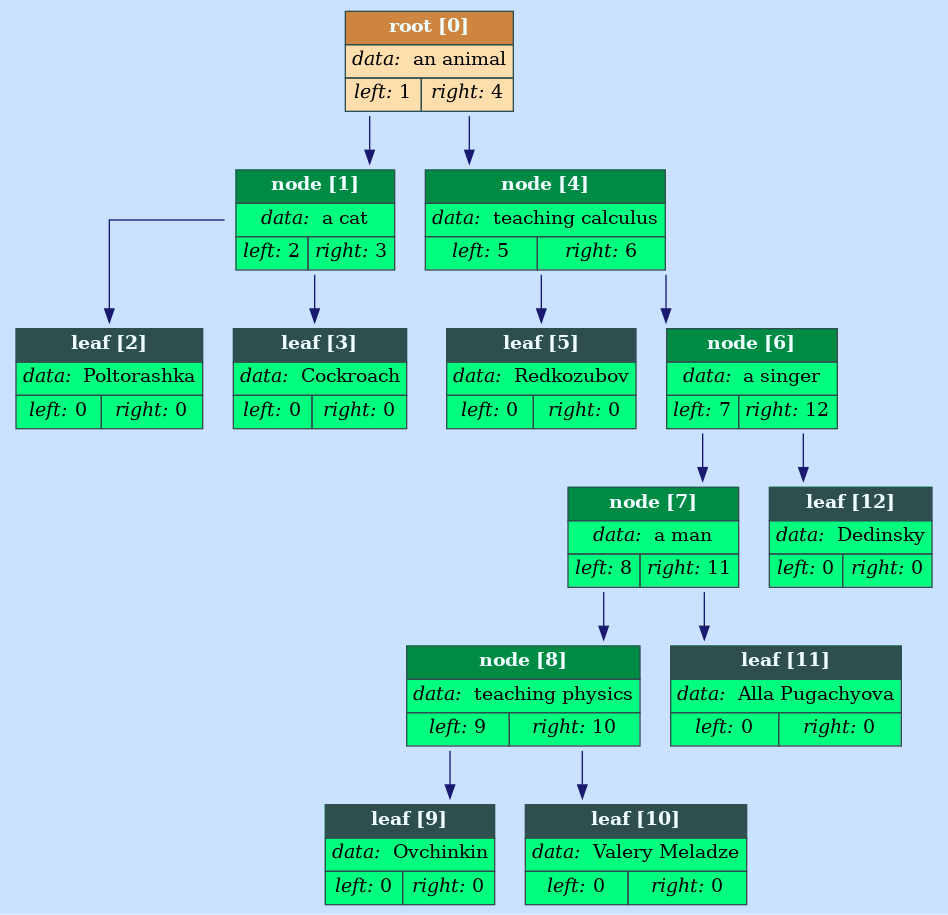 root [0]
data: an animal
left: 1 right: 4
node [1]
data: a cat
left: 2 right: 3
node [4]
data: teaching calculus
left: 5 right: 6
leaf [2]
data: Poltorashka
left: 0 right: 0
leaf [3]
data: Cockroach
left: 0 right: 0
leaf [5]
data: Redkozubov
left: 0 right: 0
node [6]
data: a singer
left: 7 right: 12
node [7]
data: a man
left: 8 right: 11
leaf [12]
data: Dedinsky
left: 0 right: 0
node [8]
data: teaching physics
left: 9 right: 10
leaf [11]
data: Alla Pugachyova
left: 0 right: 0
leaf [9]
data: Ovchinkin
left: 0 right: 0
leaf [10]
data: Valery Meladze
left: 0 right: 0